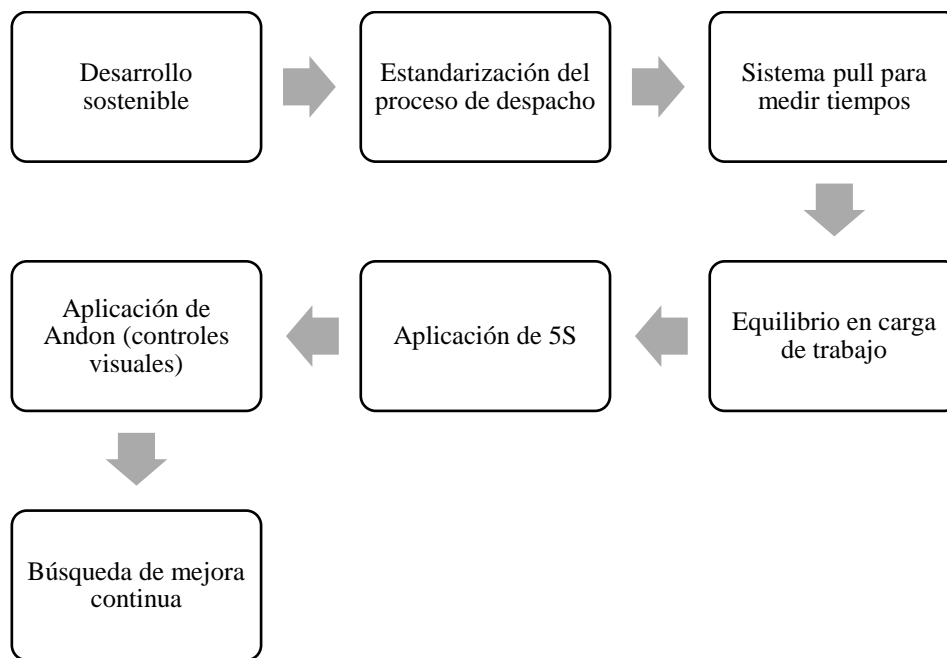 Desarrollo
sostenible
Estandarización del
proceso de despacho
Sistema pull para
medir tiempos
Equilibrio en carga
de trabajo
Aplicación de 5S
Aplicación de
Andon (controles
visuales)
Búsqueda de mejora
continua